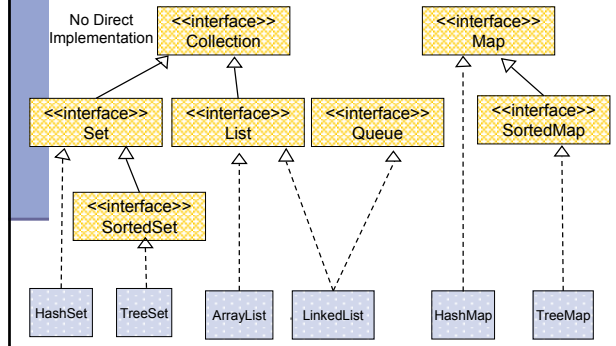 No Direct
Implementation
<<interface>>
Collection
<<interface>>
Map
<<interface>>
Set
<<interface>>
List
<<interface>>
Queue
<<interface>>
SortedMap
<<interface>>
SortedSet
HashSet
TreeSet
ArrayList
LinkedList
HashMap
TreeMap